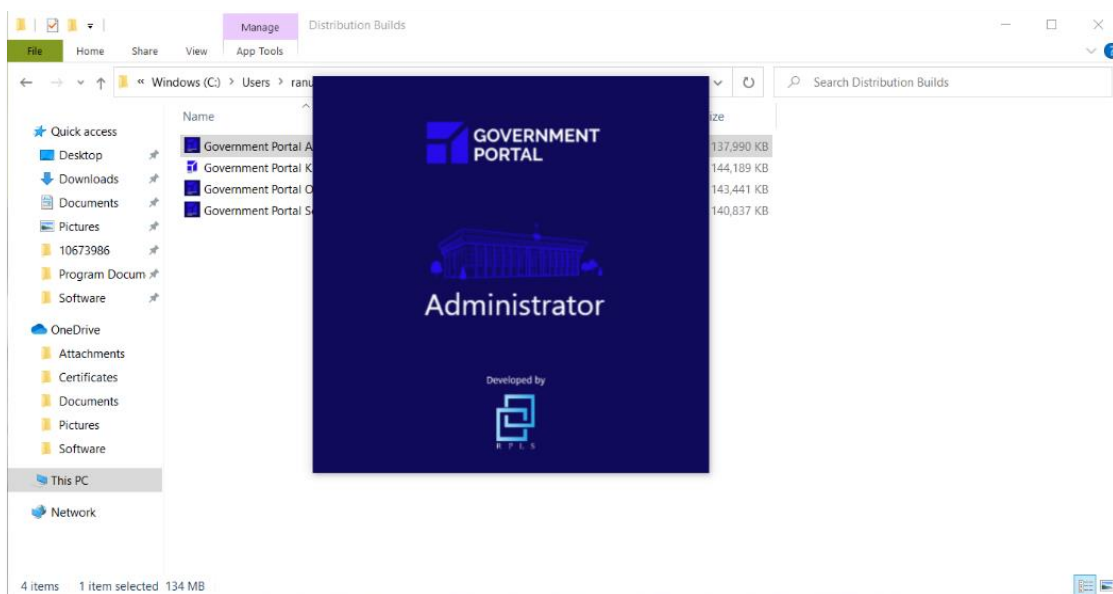 Manage
Distribution Builds
File
Home
Share
View
App Tools
« Windows (C:) > Users > ranu
Search Distribution Builds
Name
ize
Quick access
Desktop
Downloads
Documents
Pictures
10673986
Program Docum
Software
OneDrive
Attachments
Certificates
Documents
Pictures
Software
This PC
Network
Government Portal A
137,990 KB
Government Portal K
144,189 KB
Government Portal O
143,441 KB
Government Portal Se
140,837 KB
GOVERNMENT
PORTAL
Administrator
Developed by
RPLS
4 items
1 item selected 134 MB